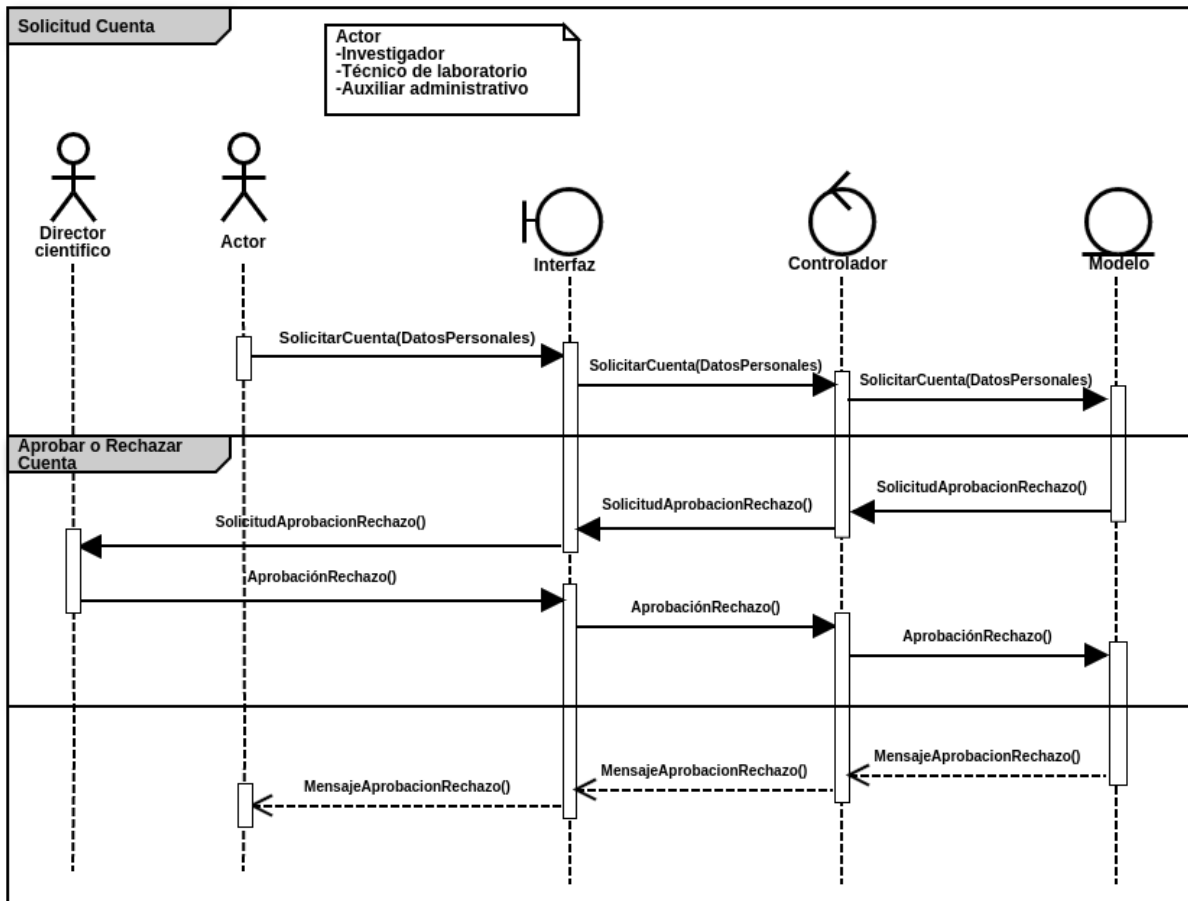 Solicitud Cuenta
Actor
-Investigador
-Técnico de laboratorio
-Auxiliar administrativo
Director
cientifico
Actor
Interfaz
Controlador
Modelo
SolicitarCuenta(DatosPersonales)
SolicitarCuenta(DatosPersonales)
SolicitarCuenta(DatosPersonales)
Aprobar o Rechazar
Cuenta
SolicitudAprobacionRechazo()
SolicitudAprobacionRechazo()
SolicitudAprobacionRechazo()
AprobaciónRechazo()
AprobaciónRechazo()
AprobaciónRechazo()
MensajeAprobacionRechazo()
MensajeAprobacionRechazo()
MensajeAprobacionRechazo()